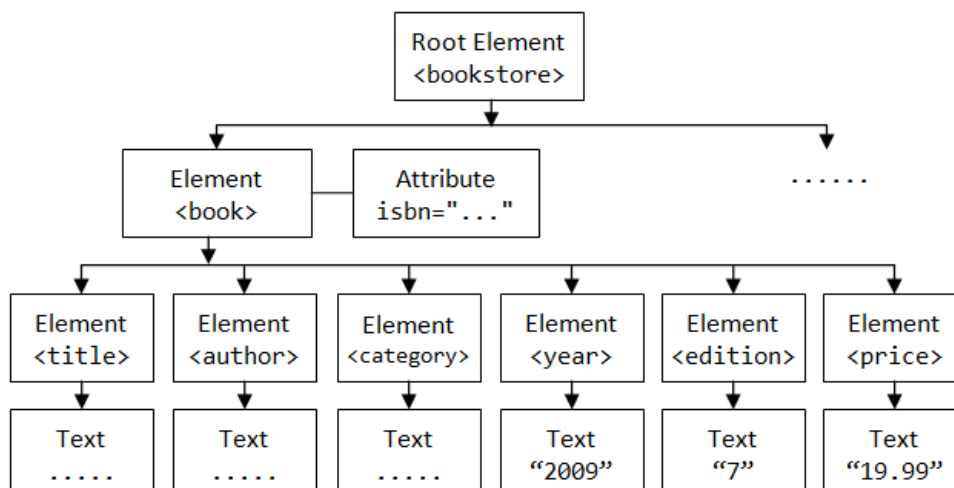 Root Element
<bookstore>
Element
<book>
Attribute
isbn="..."
......
Element
<title>
Element
<author>
Element
<category>
Element
<year>
Element
<edition>
Element
<price>
Text
.....
Text
.....
Text
.....
Text
“2009”
Text
“7”
Text
“19.99”